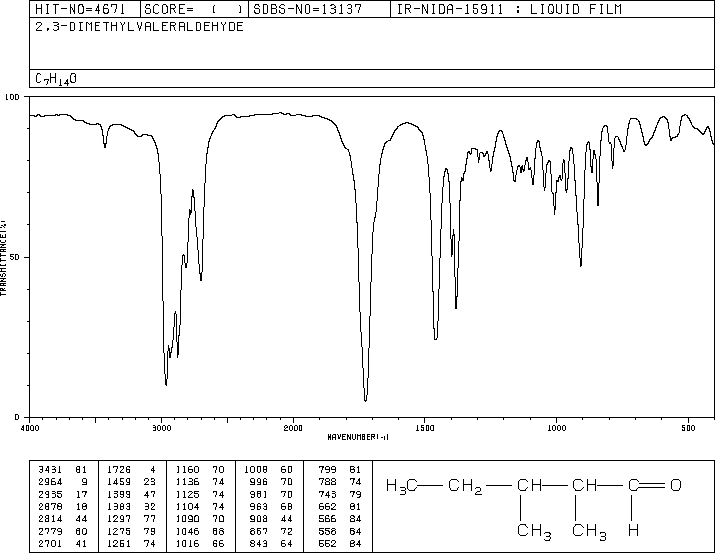 HIT-NO=4671 SCORE= ( ) SDBS-NO=13137 IR-NIDA-15911 : LIQUID FILM
2,3-DIMETHYLVALERALDEHYDE
C7H14O
100
50
0
TRANSMITTANCE(%)
4000 3000 2000 1500 1000 500
WAVENUMBER(-1)
3431 81 1726 4 1160 70 1008 60 799 81
2964 9 1459 23 1136 74 996 70 788 74
2935 17 1399 47 1125 74 981 70 743 79
2878 18 1383 32 1104 74 963 68 662 81
2814 44 1297 77 1090 70 908 44 566 84
2779 60 1275 79 1046 68 867 72 558 84
2701 41 1251 74 1016 66 843 64 552 84
H3C CH2 CH CH C O
CH3 CH3 H